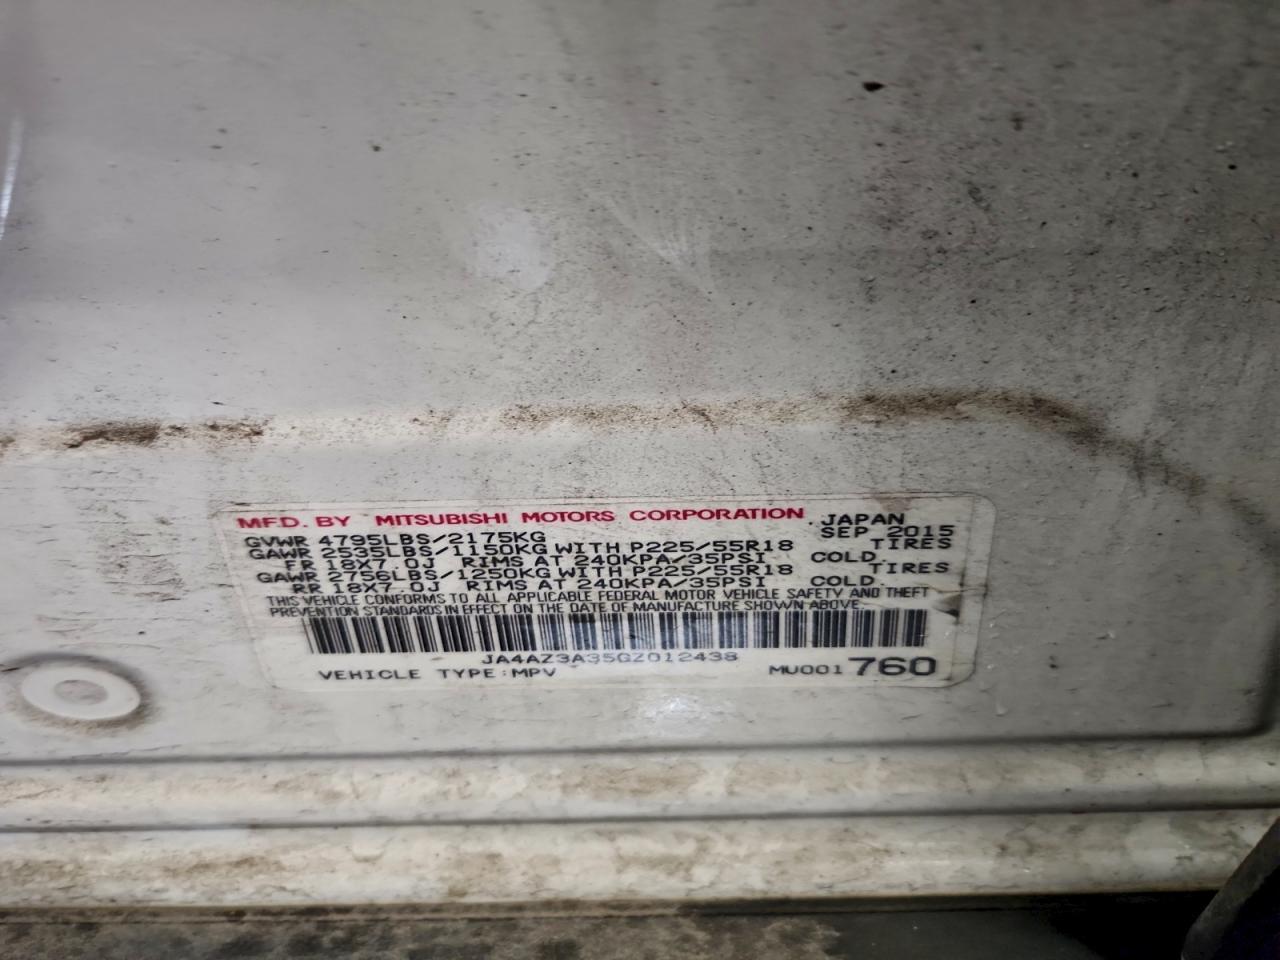 MFD. BY MITSUBISHI MOTORS CORPORATION JAPAN
GVWR 4795LBS/2175KG SEP 2015
GAWR 2535LBS/1150KG WITH P225/55R18 TIRES
FR 18X7.0J RIMS AT 240KPA/35PSI COLD.
GAWR 2756LBS/1250KG WITH P225/55R18 TIRES
RR 18X7.0J RIMS AT 240KPA/35PSI COLD.
THIS VEHICLE CONFORMS TO ALL APPLICABLE FEDERAL MOTOR VEHICLE SAFETY AND THEFT
PREVENTION STANDARDS IN EFFECT ON THE DATE OF MANUFACTURE SHOWN ABOVE.
JA4AZ3A35GZ012438
VEHICLE TYPE:MPV MU001760